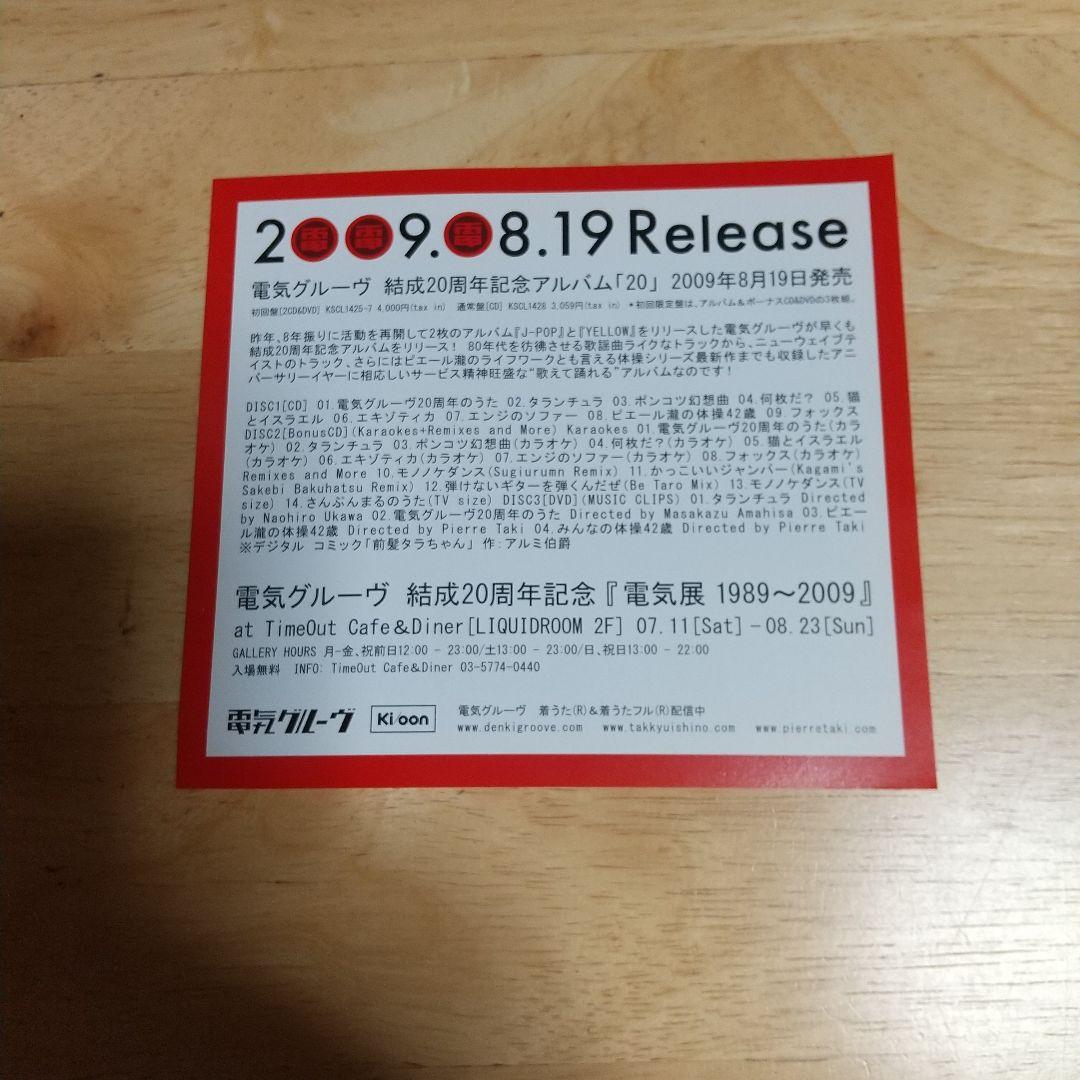 2電電9.電8.19 Release
電気グルーヴ 結成20周年記念アルバム「20」 2009年8月19日発売
初回盤[2CD&DVD] KSCL1425-7 4,000円(tax in) 通常盤[CD] KSCL1428 3,059円(tax in) *初回限定盤は、アルバム&ボーナスCD&DVDの3枚組。
昨年、8年振りに活動を再開して2枚のアルバム『J-POP』と『YELLOW』をリリースした電気グルーヴが早くも
結成20周年記念アルバムをリリース! 80年代を彷彿させる歌謡曲ライクなトラックから、ニューウェイブテ
イストのトラック、さらにはピエール瀧のライフワークとも言える体操シリーズ最新作までも収録したアニ
バーサリーイヤーに相応しいサービス精神旺盛な"歌えて踊れる"アルバムなのです!
DISC1[CD] 01.電気グルーヴ20周年のうた 02.タランチュラ 03.ポンコツ幻想曲 04.何枚だ? 05.猫
とイスラエル 06.エキゾティカ 07.エンジのソファー 08.ピエール瀧の体操42歳 09.フォックス
DISC2[BonusCD](Karaokes+Remixes and More) Karaokes 01.電気グルーヴ20周年のうた(カラ
オケ) 02.タランチュラ 03.ポンコツ幻想曲(カラオケ) 04.何枚だ?(カラオケ) 05.猫とイスラエル
(カラオケ) 06.エキゾティカ(カラオケ) 07.エンジのソファー(カラオケ) 08.フォックス(カラオケ)
Remixes and More 10.モノノケダンス(Sugiurumn Remix) 11.かっこいいジャンパー(Kagami's
Sakebi Bakuhatsu Remix) 12.弾けないギターを弾くんだぜ(Be Taro Mix) 13.モノノケダンス(TV
size) 14.さんぷんまるのうた(TV size) DISC3[DVD](MUSIC CLIPS) 01.タランチュラ Directed
by Naohiro Ukawa 02.電気グルーヴ20周年のうた Directed by Masakazu Amahisa 03.ピエー
ル瀧の体操42歳 Directed by Pierre Taki 04.みんなの体操42歳 Directed by Pierre Taki
※デジタル コミック「前髪タラちゃん」 作:アルミ伯爵
電気グルーヴ 結成20周年記念『電気展 1989〜2009』
at TimeOut Cafe&Diner[LIQUIDROOM 2F] 07.11[Sat]-08.23[Sun]
GALLERY HOURS 月-金、祝前日12:00 - 23:00/土13:00 - 23:00/日、祝日13:00 - 22:00
入場無料 INFO: TimeOut Cafe&Diner 03-5774-0440
電気グルーヴ Ki/oon 電気グルーヴ 着うた(R)&着うたフル(R)配信中
www.denkigroove.com www.takkyuishino.com www.pierretaki.com